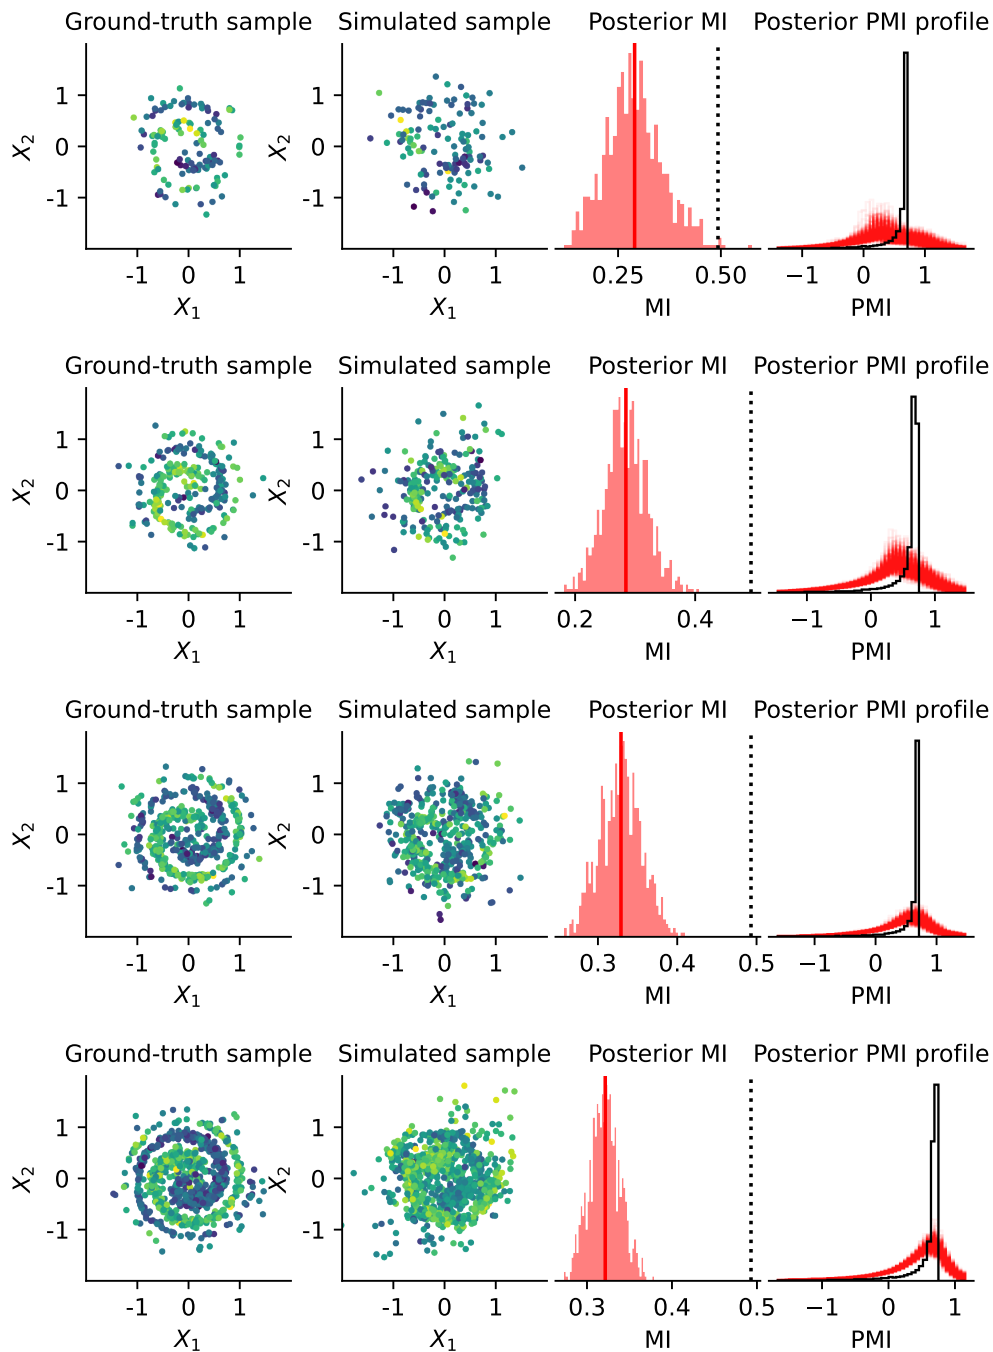 Ground-truth sample Simulated sample Posterior MI Posterior PMI profile
1 1
0 0
-1 -1
X2 X2
-1 0 1 -1 0 1 0.25 0.50 −1 0 1
X1 X1 MI PMI
Ground-truth sample Simulated sample Posterior MI Posterior PMI profile
1 1
0 0
-1 -1
X2 X2
-1 0 1 -1 0 1 0.2 0.4 −1 0 1
X1 X1 MI PMI
Ground-truth sample Simulated sample Posterior MI Posterior PMI profile
1 1
0 0
-1 -1
X2 X2
-1 0 1 -1 0 1 0.3 0.4 0.5 −1 0 1
X1 X1 MI PMI
Ground-truth sample Simulated sample Posterior MI Posterior PMI profile
1 1
0 0
-1 -1
X2 X2
-1 0 1 -1 0 1 0.3 0.4 0.5 −1 0 1
X1 X1 MI PMI